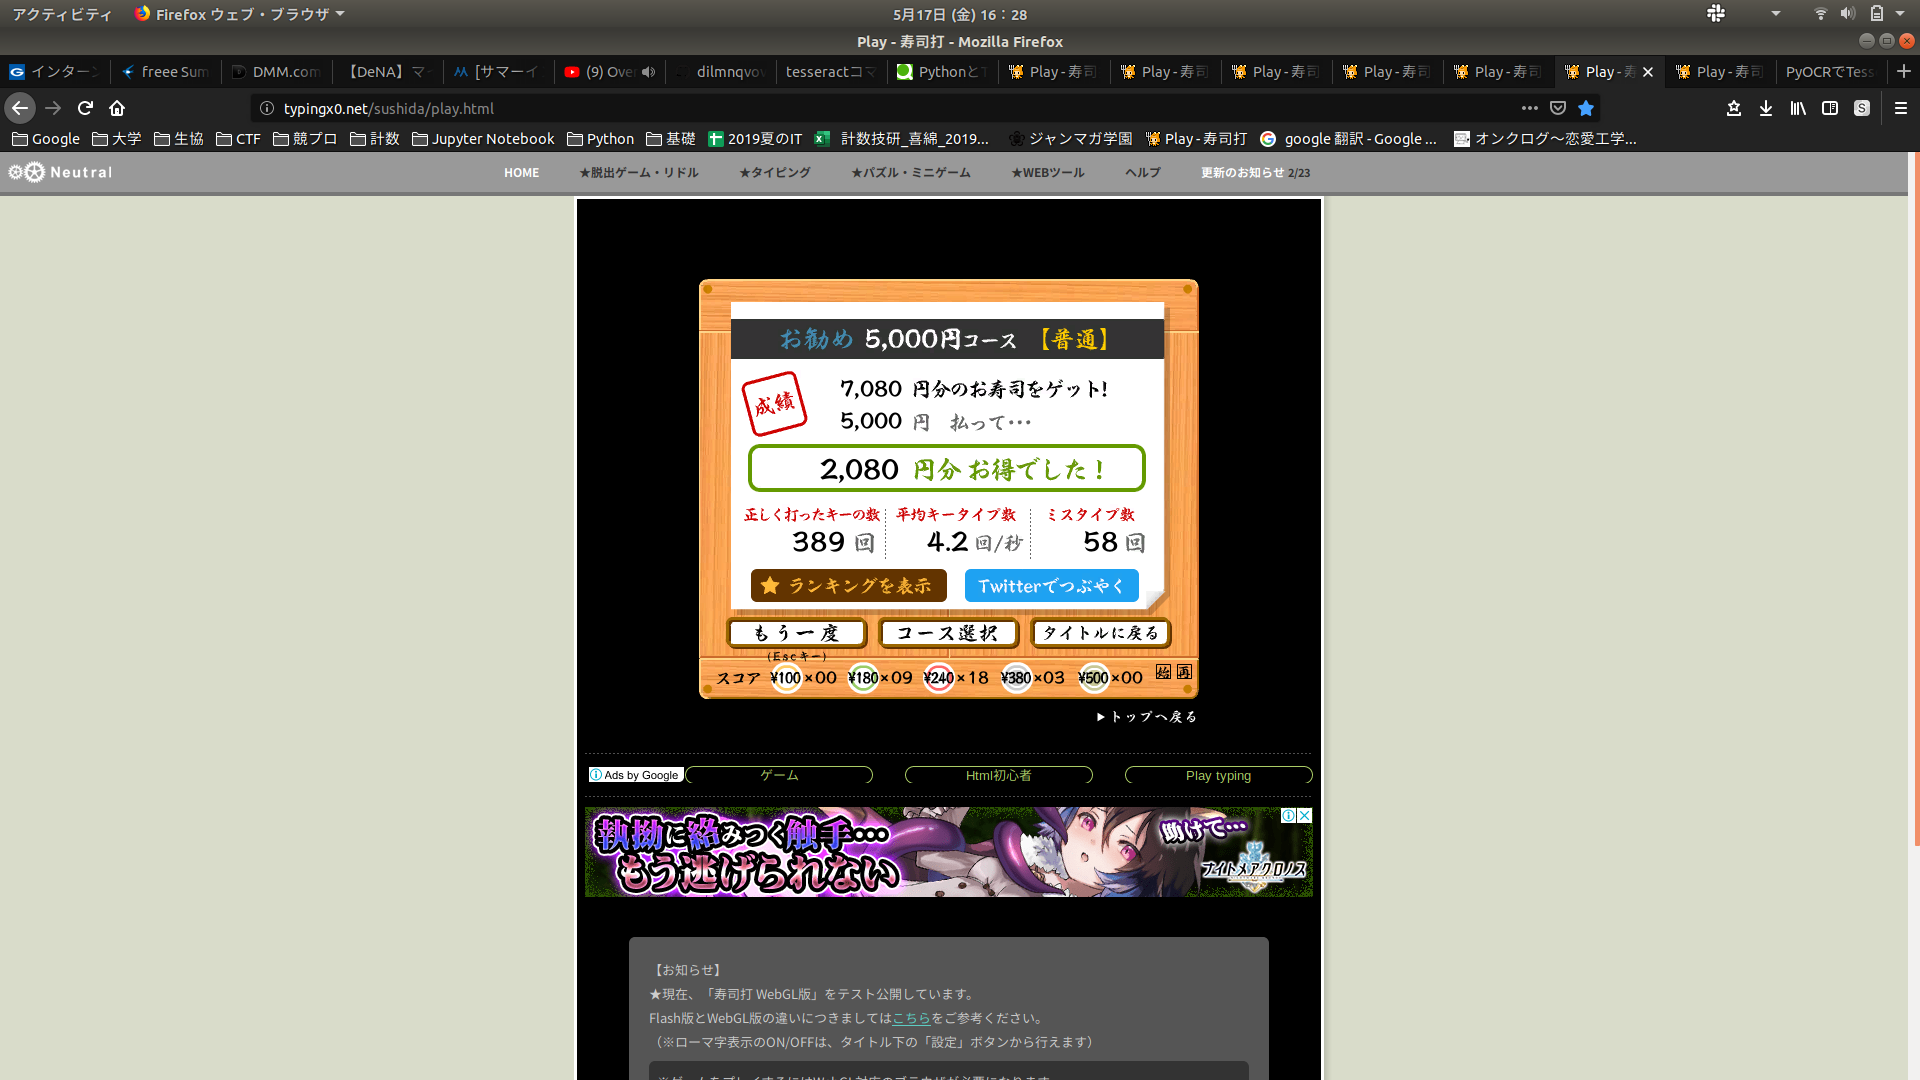 アクティビティ Firefox ウェブ・ブラウザ 5月17日 (金) 16：28
Play - 寿司打 - Mozilla Firefox
インターン freee Sum DMM.com 【DeNA】マー [サマーイ (9) Over dilmnqvov tesseractコマ PythonとT Play - 寿司 Play - 寿司 Play - 寿司 Play - 寿司 Play - 寿司 Play - 寿 Play - 寿司 PyOCRでTess
typingx0.net/sushida/play.html
Google 大学 生協 CTF 競プロ 計数 Jupyter Notebook Python 基礎 2019夏のIT 計数技研_喜綿_2019... ジャンマガ学園 Play - 寿司打 google 翻訳 - Google ... オンクログ〜恋愛工学...
Neutral HOME ★脱出ゲーム・リドル ★タイピング ★パズル・ミニゲーム ★WEBツール ヘルプ 更新のお知らせ 2/23
お勧め 5,000円コース 【普通】
成績
7,080 円分のお寿司をゲット!
5,000 円 払って･･･
2,080 円分 お得でした！
正しく打ったキーの数 平均キータイプ数 ミスタイプ数
389 回 4.2 回/秒 58 回
ランキングを表示 Twitterでつぶやく
もう一度 コース選択 タイトルに戻る
(Escキー)
スコア ¥100×00 ¥180×09 ¥240×18 ¥380×03 ¥500×00
▶トップへ戻る
Ads by Google ゲーム Html初心者 Play typing
執拗に絡みつく触手･･･
もう逃げられない
助けて･･･
ナイトメアクロノス
【お知らせ】
★現在、「寿司打 WebGL版」をテスト公開しています。
Flash版とWebGL版の違いにつきましてはこちらをご参考ください。
（※ローマ字表示のON/OFFは、タイトル下の「設定」ボタンから行えます）